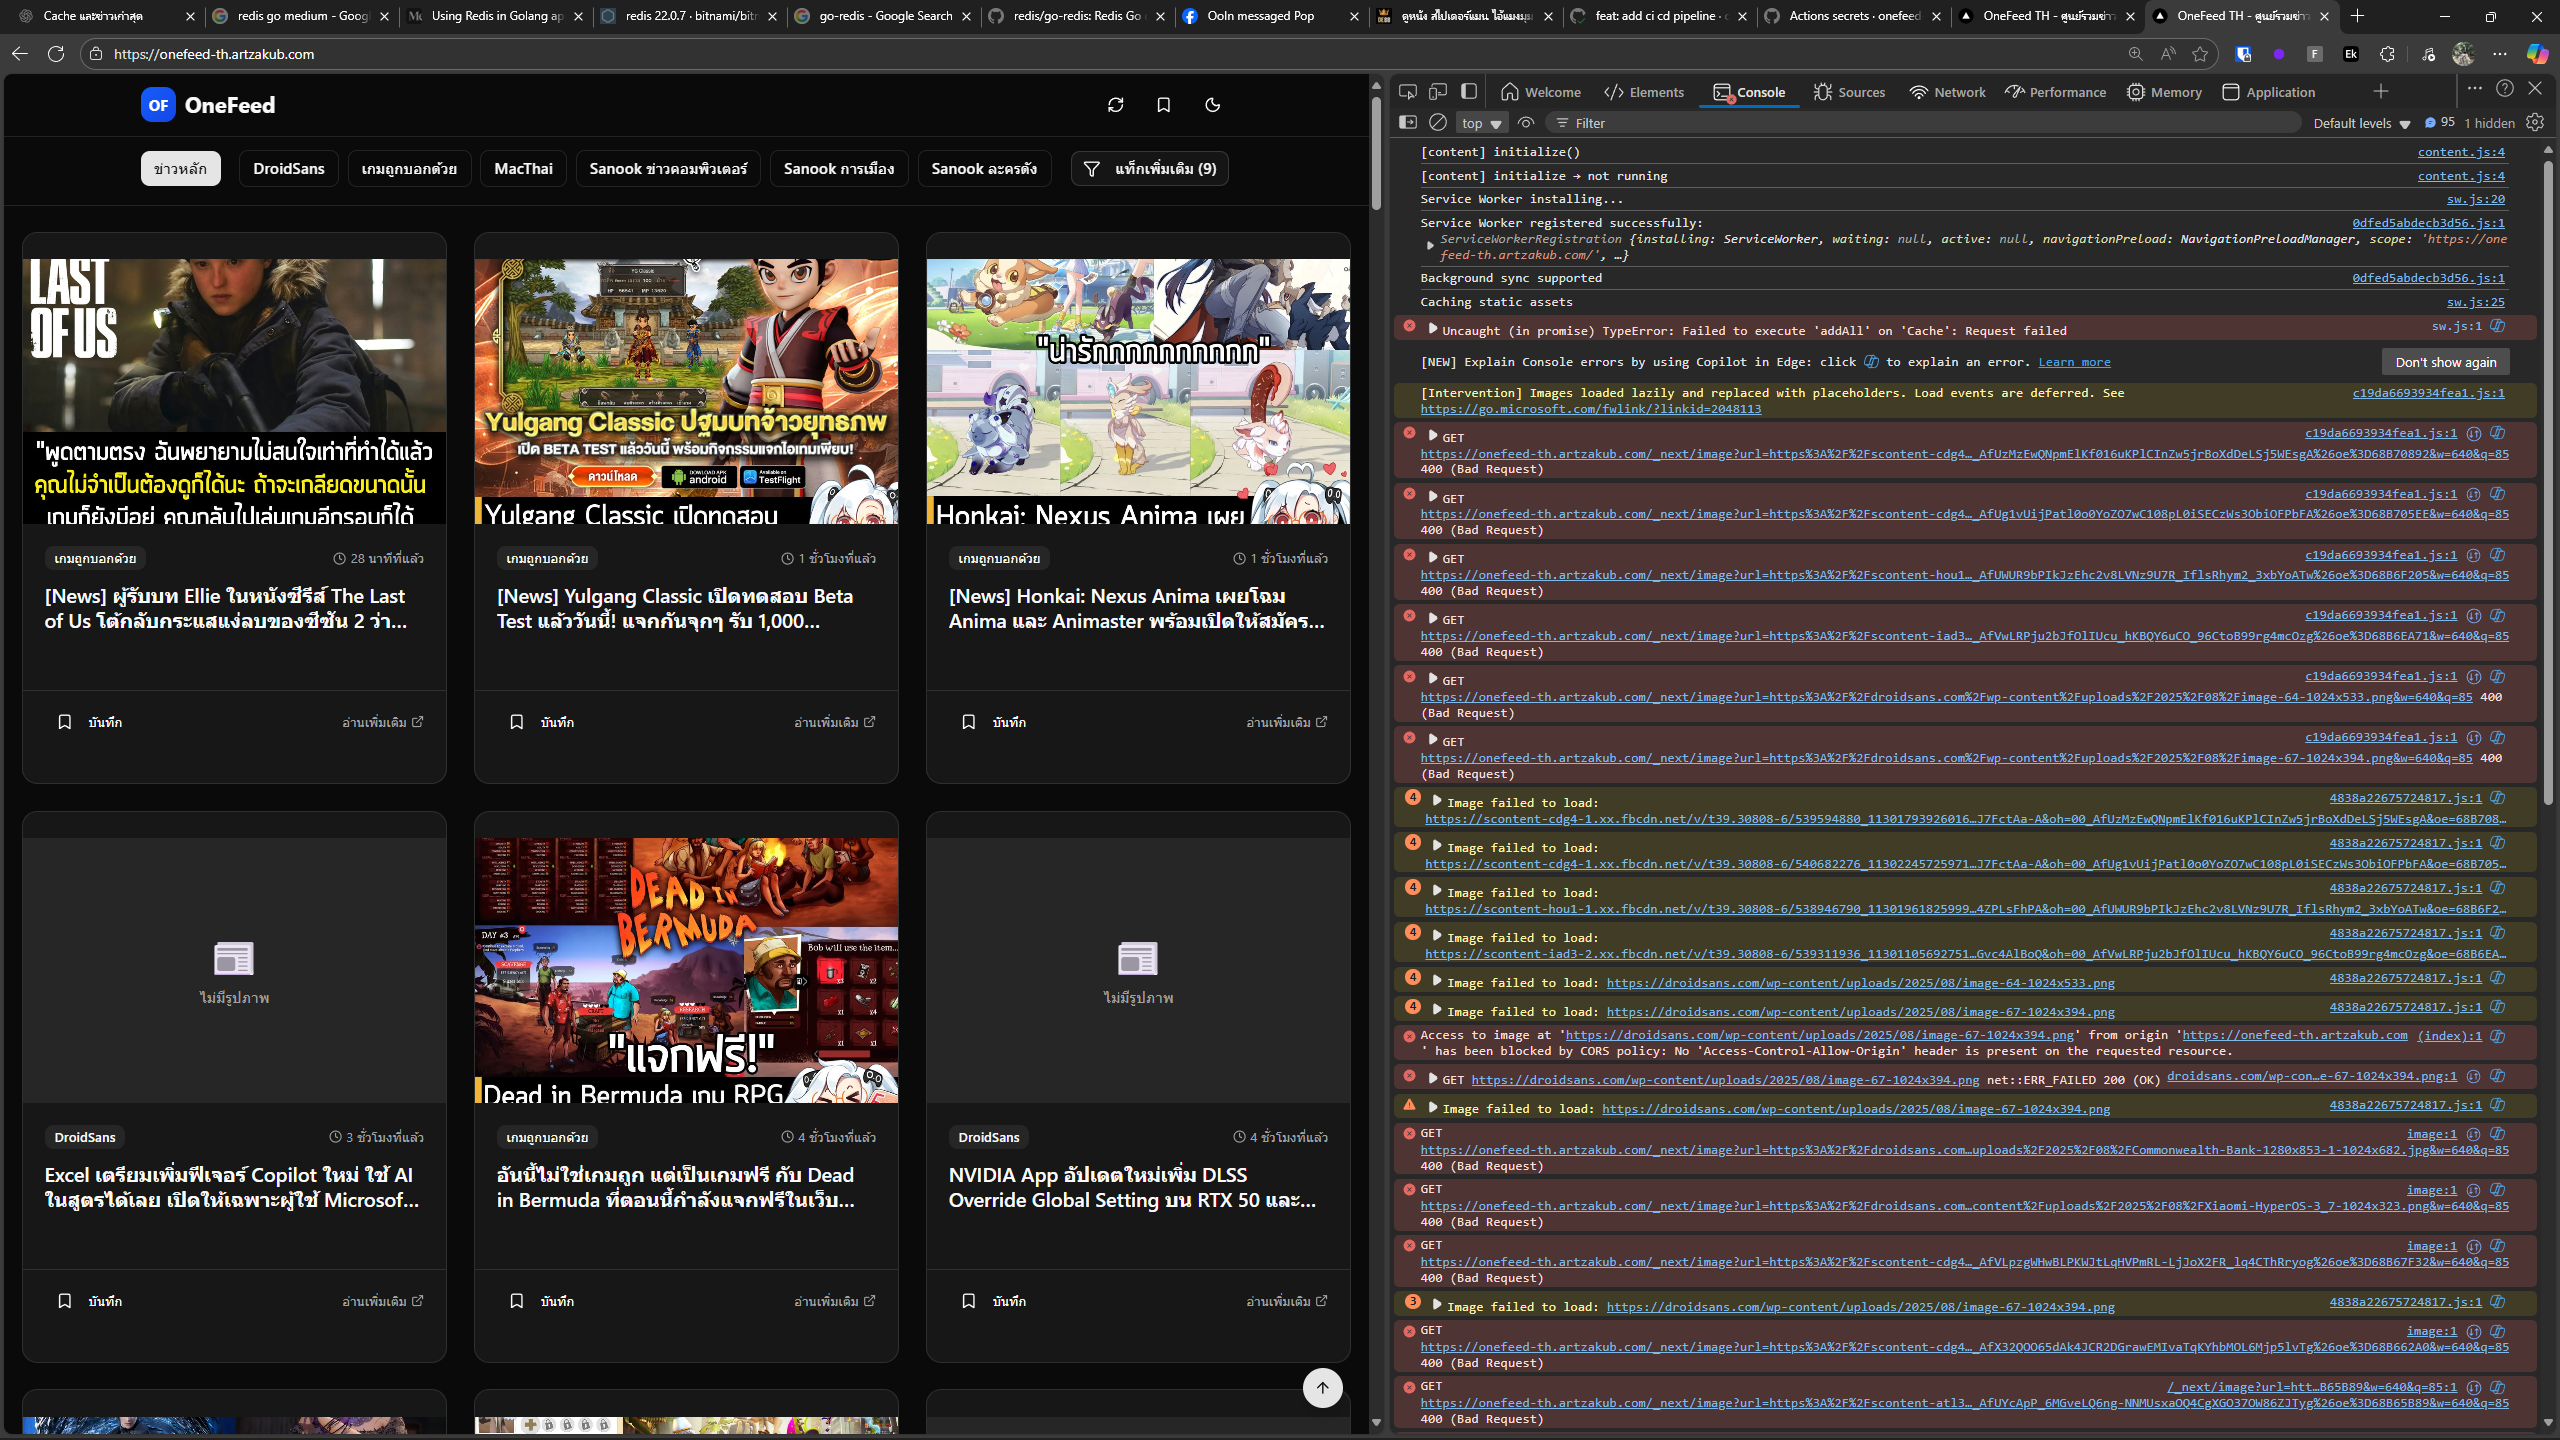 Cache และข่าวเก่าล่าสุด
redis go medium - Googl
Using Redis in Golang ap
redis 22.0.7 · bitnami/bitn
go-redis - Google Search
redis/go-redis: Redis Go
OoIn messaged Pop
feat: add ci cd pipeline ·
Actions secrets · onefeed
OneFeed TH - ศูนย์รวมข่าว
OneFeed TH - ศูนย์รวมข่าว
https://onefeed-th.artzakub.com
OF OneFeed
ข่าวหลัก
DroidSans
เกมถูกบอกด้วย
MacThai
Sanook ข่าวคอมพิวเตอร์
Sanook การเมือง
Sanook ละครดัง
แท็กเพิ่มเติม (9)
LAST
OF US
"พูดตามตรง ฉันพยายามไม่สนใจเท่าที่ทำได้แล้ว
คุณไม่จำเป็นต้องดูก็ได้นะ ถ้าจะเกลียดขนาดนั้น
เกมก็ยังมีอยู่ คุณกลับไปเล่นเกมอีกรอบก็ได้
YG Classic
Yulgang Classic ปฐมบทจ้าวยุทธภพ
เปิด BETA TEST แล้ววันนี้ พร้อมกิจกรรมแจกไอเทมเพียบ!
ดาวน์โหลด
DOWLOAD APK
android
Available on
TestFlight
Yulgang Classic เปิดทดสอบ
"น่ารักกกกกกกกกก"
Honkai: Nexus Anima เผย
เกมถูกบอกด้วย
28 นาทีที่แล้ว
[News] ผู้รับบท Ellie ในหนังซีรีส์ The Last
of Us โต้กลับกระแสแง่ลบของซีซัน 2 ว่า...
บันทึก
อ่านเพิ่มเติม
เกมถูกบอกด้วย
1 ชั่วโมงที่แล้ว
[News] Yulgang Classic เปิดทดสอบ Beta
Test แล้ววันนี้! แจกกันจุกๆ รับ 1,000...
บันทึก
อ่านเพิ่มเติม
เกมถูกบอกด้วย
1 ชั่วโมงที่แล้ว
[News] Honkai: Nexus Anima เผยโฉม
Anima และ Animaster พร้อมเปิดให้สมัคร...
บันทึก
อ่านเพิ่มเติม
ไม่มีรูปภาพ
DroidSans
3 ชั่วโมงที่แล้ว
Excel เตรียมเพิ่มฟีเจอร์ Copilot ใหม่ ใช้ AI
ในสูตรได้เลย เปิดให้เฉพาะผู้ใช้ Microsof...
บันทึก
อ่านเพิ่มเติม
DEAD IN
BERMUDA
DAY #3
Bob will use the item...
"แจกฟรี!"
Dead in Bermuda เกม RPG
เกมถูกบอกด้วย
4 ชั่วโมงที่แล้ว
อันนี้ไม่ใช่เกมถูก แต่เป็นเกมฟรี กับ Dead
in Bermuda ที่ตอนนี้กำลังแจกฟรีในเว็บ...
บันทึก
อ่านเพิ่มเติม
ไม่มีรูปภาพ
DroidSans
4 ชั่วโมงที่แล้ว
NVIDIA App อัปเดตใหม่เพิ่ม DLSS
Override Global Setting บน RTX 50 และ...
บันทึก
อ่านเพิ่มเติม
Welcome
Elements
Console
Sources
Network
Performance
Memory
Application
top
Filter
Default levels
95
1 hidden
[content] initialize() content.js:4
[content] initialize → not running content.js:4
Service Worker installing... sw.js:20
Service Worker registered successfully: 0dfed5abdecb3d56.js:1
ServiceWorkerRegistration {installing: ServiceWorker, waiting: null, active: null, navigationPreload: NavigationPreloadManager, scope: 'https://one
feed-th.artzakub.com/', …}
Background sync supported 0dfed5abdecb3d56.js:1
Caching static assets sw.js:25
Uncaught (in promise) TypeError: Failed to execute 'addAll' on 'Cache': Request failed sw.js:1
[NEW] Explain Console errors by using Copilot in Edge: click to explain an error. Learn more
Don't show again
[Intervention] Images loaded lazily and replaced with placeholders. Load events are deferred. See c19da6693934fea1.js:1
https://go.microsoft.com/fwlink/?linkid=2048113
GET c19da6693934fea1.js:1
https://onefeed-th.artzakub.com/_next/image?url=https%3A%2F%2Fscontent-cdg4…_AfUzMzEwQNpmElKf016uKPlCInZw5jrBoXdDeLSj5WEsgA%26oe%3D68B70892&w=640&q=85
400 (Bad Request)
GET c19da6693934fea1.js:1
https://onefeed-th.artzakub.com/_next/image?url=https%3A%2F%2Fscontent-cdg4…_AfUg1vUijPatl0o0YoZO7wC108pL0iSECzWs3ObiOFPbFA%26oe%3D68B705EE&w=640&q=85
400 (Bad Request)
GET c19da6693934fea1.js:1
https://onefeed-th.artzakub.com/_next/image?url=https%3A%2F%2Fscontent-hou1…_AfUWUR9bPIkJzEhc2v8LVNz9U7R_IflsRhym2_3xbYoATw%26oe%3D68B6F205&w=640&q=85
400 (Bad Request)
GET c19da6693934fea1.js:1
https://onefeed-th.artzakub.com/_next/image?url=https%3A%2F%2Fscontent-iad3…_AfVwLRPju2bJfOlIUcu_hKBQY6uCO_96CtoB99rg4mcOzg%26oe%3D68B6EA71&w=640&q=85
400 (Bad Request)
GET c19da6693934fea1.js:1
https://onefeed-th.artzakub.com/_next/image?url=https%3A%2F%2Fdroidsans.com%2Fwp-content%2Fuploads%2F2025%2F08%2Fimage-64-1024x533.png&w=640&q=85 400
(Bad Request)
GET c19da6693934fea1.js:1
https://onefeed-th.artzakub.com/_next/image?url=https%3A%2F%2Fdroidsans.com%2Fwp-content%2Fuploads%2F2025%2F08%2Fimage-67-1024x394.png&w=640&q=85 400
(Bad Request)
4 Image failed to load: 4838a22675724817.js:1
https://scontent-cdg4-1.xx.fbcdn.net/v/t39.30808-6/539594880_11301793926016…J7FctAa-A&oh=00_AfUzMzEwQNpmElKf016uKPlCInZw5jrBoXdDeLSj5WEsgA&oe=68B708…
4 Image failed to load: 4838a22675724817.js:1
https://scontent-cdg4-1.xx.fbcdn.net/v/t39.30808-6/540682276_11302245725971…J7FctAa-A&oh=00_AfUg1vUijPatl0o0YoZO7wC108pL0iSECzWs3ObiOFPbFA&oe=68B705…
4 Image failed to load: 4838a22675724817.js:1
https://scontent-hou1-1.xx.fbcdn.net/v/t39.30808-6/538946790_11301961825999…4ZPLsFhPA&oh=00_AfUWUR9bPIkJzEhc2v8LVNz9U7R_IflsRhym2_3xbYoATw&oe=68B6F2…
4 Image failed to load: 4838a22675724817.js:1
https://scontent-iad3-2.xx.fbcdn.net/v/t39.30808-6/539311936_11301105692751…Gvc4AlBoQ&oh=00_AfVwLRPju2bJfOlIUcu_hKBQY6uCO_96CtoB99rg4mcOzg&oe=68B6EA…
4 Image failed to load: https://droidsans.com/wp-content/uploads/2025/08/image-64-1024x533.png 4838a22675724817.js:1
4 Image failed to load: https://droidsans.com/wp-content/uploads/2025/08/image-67-1024x394.png 4838a22675724817.js:1
Access to image at 'https://droidsans.com/wp-content/uploads/2025/08/image-67-1024x394.png' from origin 'https://onefeed-th.artzakub.com (index):1
' has been blocked by CORS policy: No 'Access-Control-Allow-Origin' header is present on the requested resource.
GET https://droidsans.com/wp-content/uploads/2025/08/image-67-1024x394.png net::ERR_FAILED 200 (OK) droidsans.com/wp-con…e-67-1024x394.png:1
Image failed to load: https://droidsans.com/wp-content/uploads/2025/08/image-67-1024x394.png 4838a22675724817.js:1
GET image:1
https://onefeed-th.artzakub.com/_next/image?url=https%3A%2F%2Fdroidsans.com…uploads%2F2025%2F08%2FCommonwealth-Bank-1280x853-1-1024x682.jpg&w=640&q=85
400 (Bad Request)
GET image:1
https://onefeed-th.artzakub.com/_next/image?url=https%3A%2F%2Fdroidsans.com…content%2Fuploads%2F2025%2F08%2FXiaomi-HyperOS-3_7-1024x323.png&w=640&q=85
400 (Bad Request)
GET image:1
https://onefeed-th.artzakub.com/_next/image?url=https%3A%2F%2Fscontent-cdg4…_AfVLpzgWHwBLPKWJtLqHVPmRL-LjJoX2FR_lq4CThRryog%26oe%3D68B67F32&w=640&q=85
400 (Bad Request)
3 Image failed to load: https://droidsans.com/wp-content/uploads/2025/08/image-67-1024x394.png 4838a22675724817.js:1
GET image:1
https://onefeed-th.artzakub.com/_next/image?url=https%3A%2F%2Fscontent-cdg4…_AfX32QOO65dAk4JCR2DGrawEMIvaTqKYhbMOL6Mjp5lvTg%26oe%3D68B662A0&w=640&q=85
400 (Bad Request)
GET /_next/image?url=htt…B65B89&w=640&q=85:1
https://onefeed-th.artzakub.com/_next/image?url=https%3A%2F%2Fscontent-atl3…_AfUYcApP_6MGveLQ6ng-NNMUsxaOQ4CgXGO37OW86ZJTyg%26oe%3D68B65B89&w=640&q=85
400 (Bad Request)